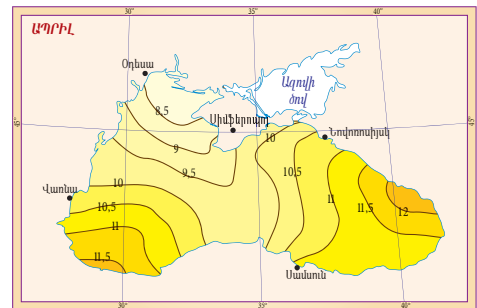 30°
35°
40°
ԱՊՐԻԼ
Օդեսա
Ազովի
ծով
8,5
Սիմֆերոպոլ
45°
45°
10
Նովոռոսիյսկ
9
9,5
10,5
10
Վառնա
11
10,5
11,5
12
11
11,5
Սամսուն
30°
35°
40°